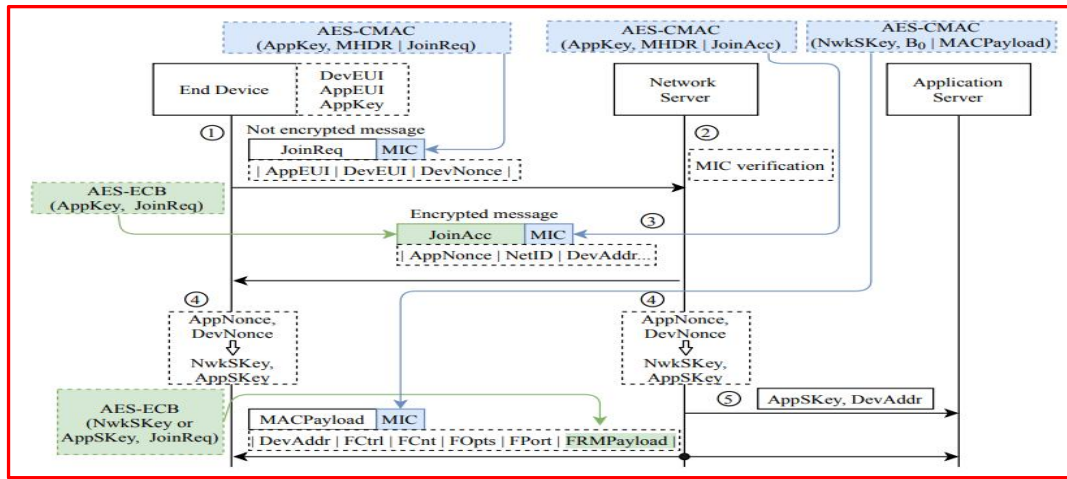 AES-CMAC
(AppKey, MHDR | JoinReq)
AES-CMAC
(AppKey, MHDR | JoinAcc)
AES-CMAC
(NwkSKey, B₀ | MACPayload)
End Device
DevEUI
AppEUI
AppKey
Network
Server
Application
Server
①
Not encrypted message
JoinReq
MIC
| AppEUI | DevEUI | DevNonce |
②
MIC verification
AES-ECB
(AppKey, JoinReq)
Encrypted message
③
JoinAcc
MIC
| AppNonce | NetID | DevAddr...
④
AppNonce,
DevNonce
NwkSKey,
AppSKey
④
AppNonce,
DevNonce
NwkSKey,
AppSKey
⑤
AppSKey, DevAddr
AES-ECB
(NwkSKey or
AppSKey, JoinReq)
MACPayload
MIC
| DevAddr | FCtrl | FCnt | FOpts | FPort | FRMPayload |